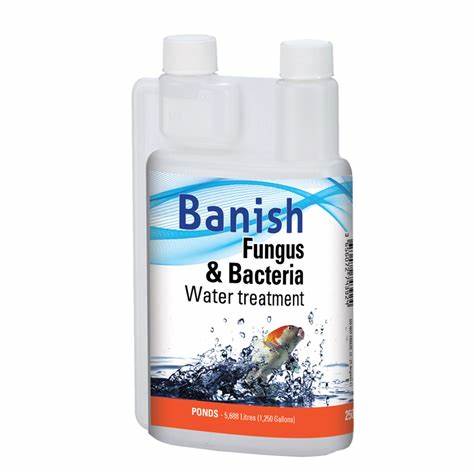 Banish
Fungus
& Bacteria
Water treatment
PONDS - 5,688 Litres (1,250 Gallons)